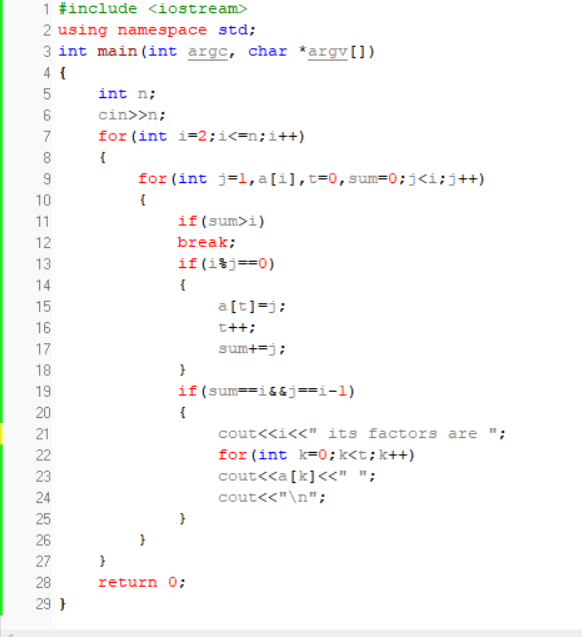 1 #include <iostream>
2 using namespace std;
3 int main(int argc, char *argv[])
4 {
5     int n;
6     cin>>n;
7     for(int i=2;i<=n;i++)
8     {
9         for(int j=1,a[i],t=0,sum=0;j<i;j++)
10         {
11             if(sum>i)
12             break;
13             if(i%j==0)
14             {
15                 a[t]=j;
16                 t++;
17                 sum+=j;
18             }
19             if(sum==i&&j==i-1)
20             {
21                 cout<<i<<" its factors are ";
22                 for(int k=0;k<t;k++)
23                 cout<<a[k]<<" ";
24                 cout<<"\n";
25             }
26         }
27     }
28     return 0;
29 }